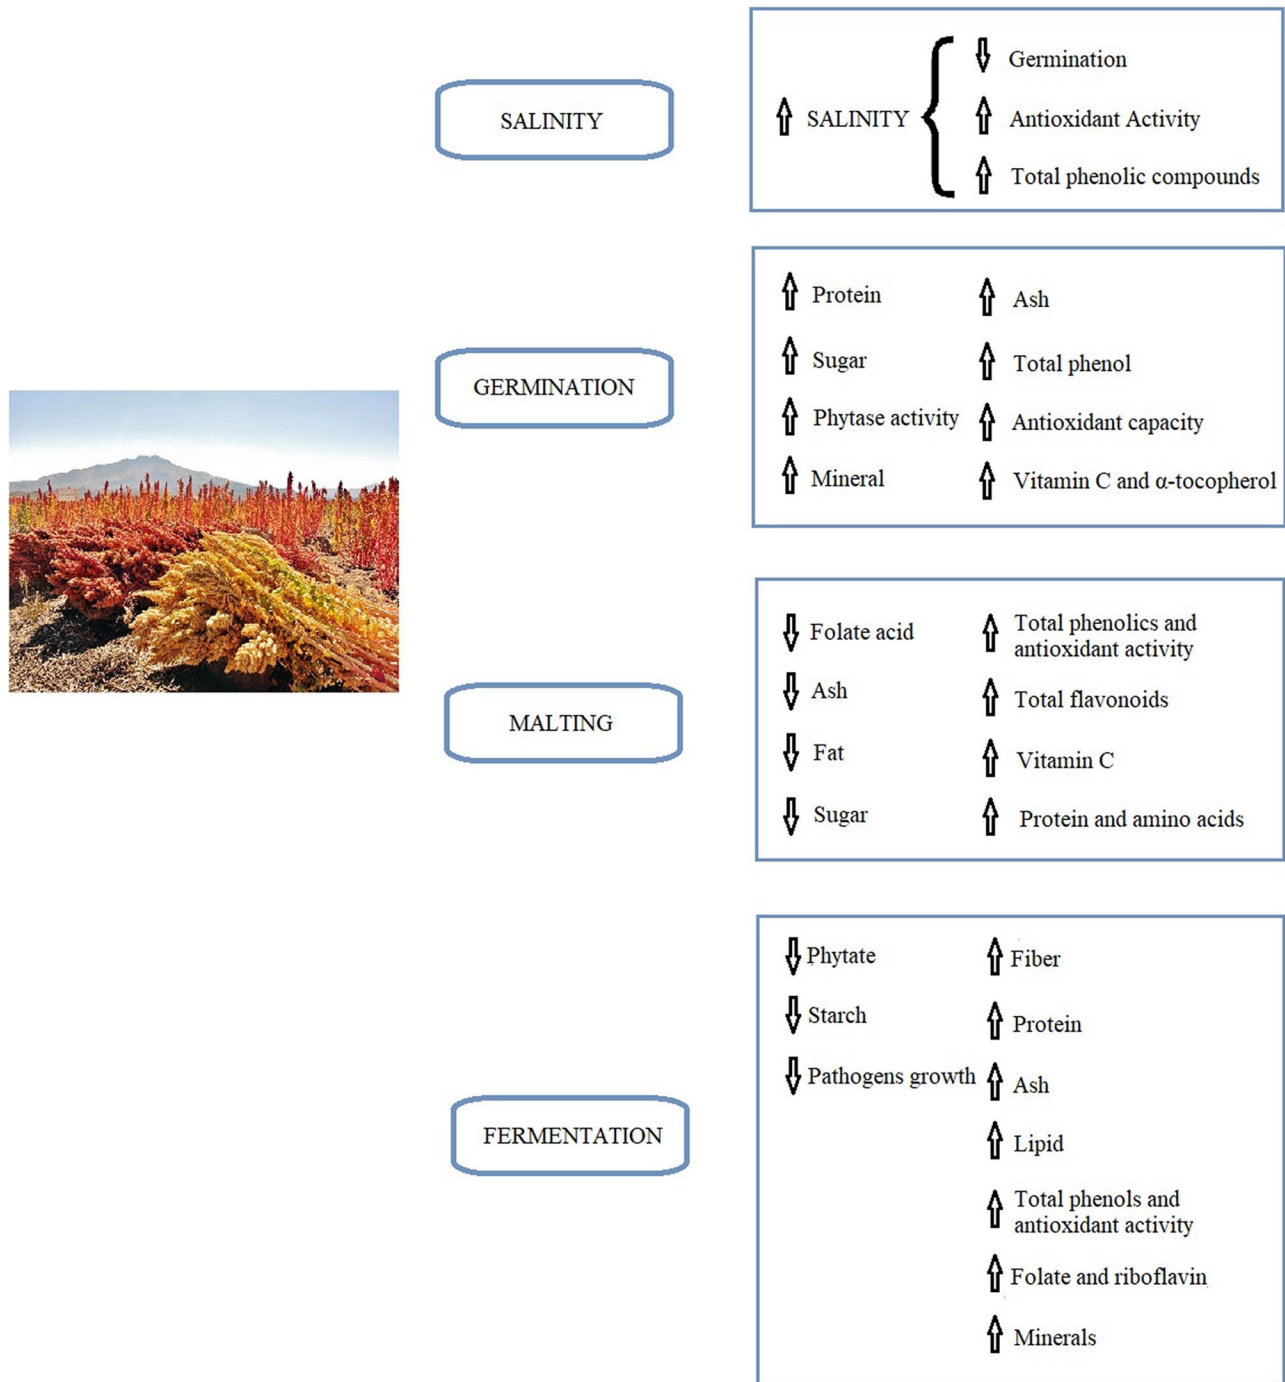 SALINITY
SALINITY
Germination
Antioxidant Activity
Total phenolic compounds
GERMINATION
Protein
Sugar
Phytase activity
Mineral
Ash
Total phenol
Antioxidant capacity
Vitamin C and α-tocopherol
MALTING
Folate acid
Ash
Fat
Sugar
Total phenolics and
antioxidant activity
Total flavonoids
Vitamin C
Protein and amino acids
FERMENTATION
Phytate
Starch
Pathogens growth
Fiber
Protein
Ash
Lipid
Total phenols and
antioxidant activity
Folate and riboflavin
Minerals